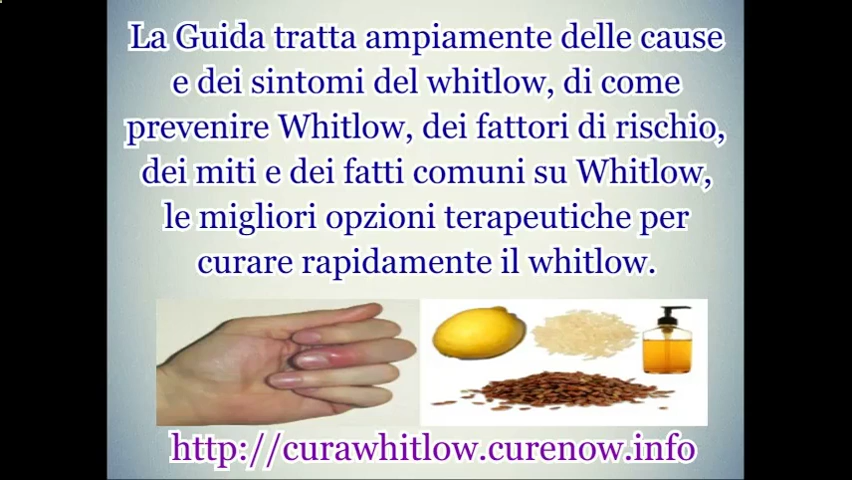 La Guida tratta ampiamente delle cause
e dei sintomi del whitlow, di come
prevenire Whitlow, dei fattori di rischio,
dei miti e dei fatti comuni su Whitlow,
le migliori opzioni terapeutiche per
curare rapidamente il whitlow.
http://curawhitlow.curenow.info